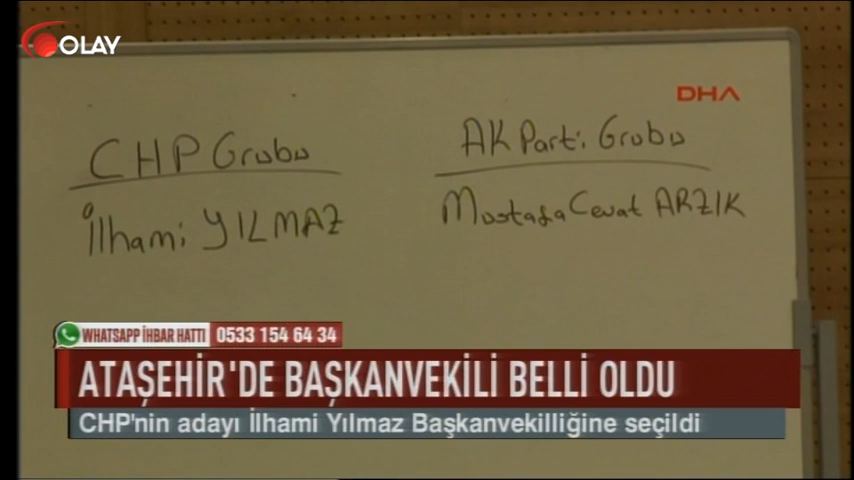 OLAY
DHA
CHP Grubu
İlhami YILMAZ
AK Parti Grubu
Mustafa Cevat ARZIK
WHATSAPP İHBAR HATTI 0533 154 64 34
ATAŞEHİR'DE BAŞKANVEKİLİ BELLİ OLDU
CHP'nin adayı İlhami Yılmaz Başkanvekilliğine seçildi